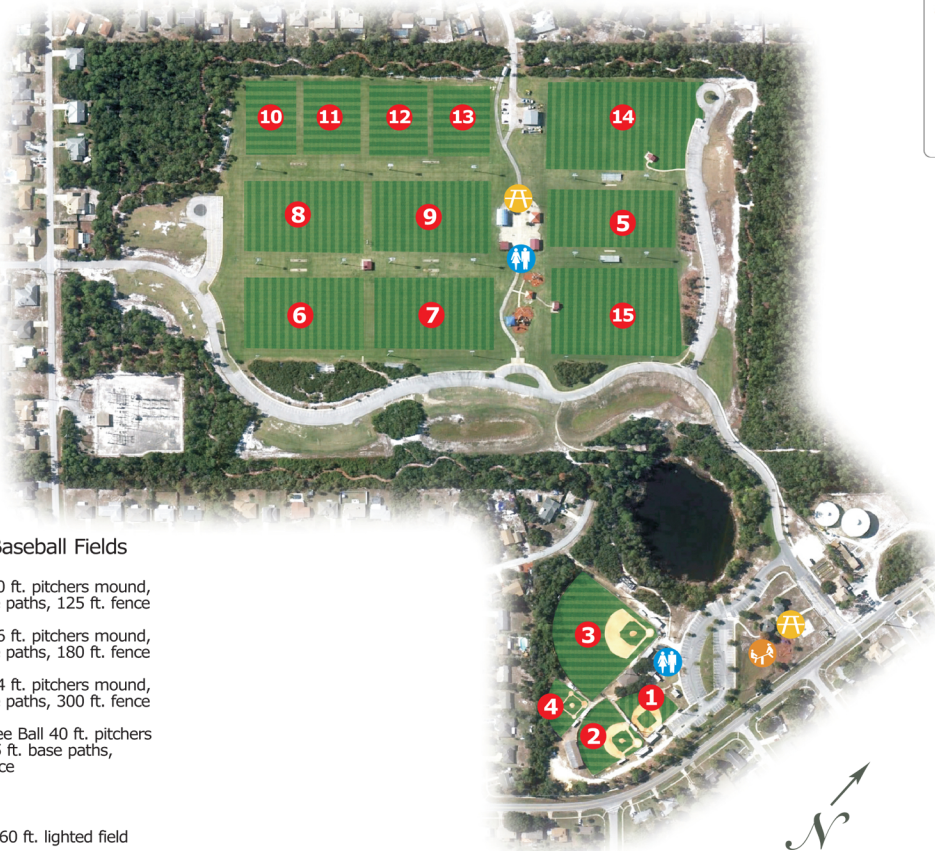 10
11
12
13
14
8
9
5
6
7
15
Baseball Fields
0 ft. pitchers mound,
paths, 125 ft. fence
6 ft. pitchers mound,
paths, 180 ft. fence
4 ft. pitchers mound,
paths, 300 ft. fence
ee Ball 40 ft. pitchers
5 ft. base paths,
ce
60 ft. lighted field
3
4
1
2
N